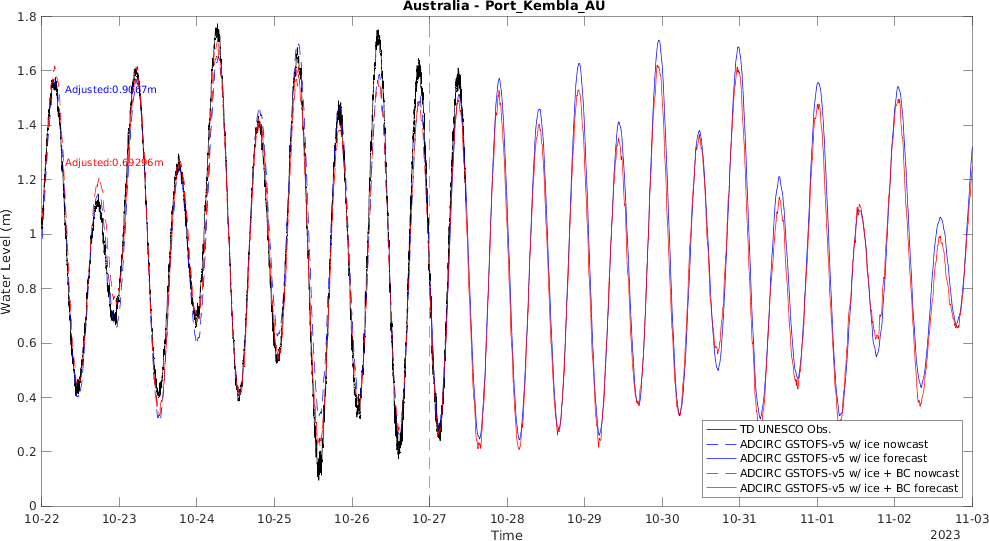 Australia - Port_Kembla_AU
Water Level (m)
1.8
1.6
1.4
1.2
1
0.8
0.6
0.4
0.2
0
Adjusted:0.9067m
Adjusted:0.69296m
TD UNESCO Obs.
ADCIRC GSTOFS-v5 w/ ice nowcast
ADCIRC GSTOFS-v5 w/ ice forecast
ADCIRC GSTOFS-v5 w/ ice + BC nowcast
ADCIRC GSTOFS-v5 w/ ice + BC forecast
10-22 10-23 10-24 10-25 10-26 10-27 10-28 10-29 10-30 10-31 11-01 11-02 11-03
Time
2023